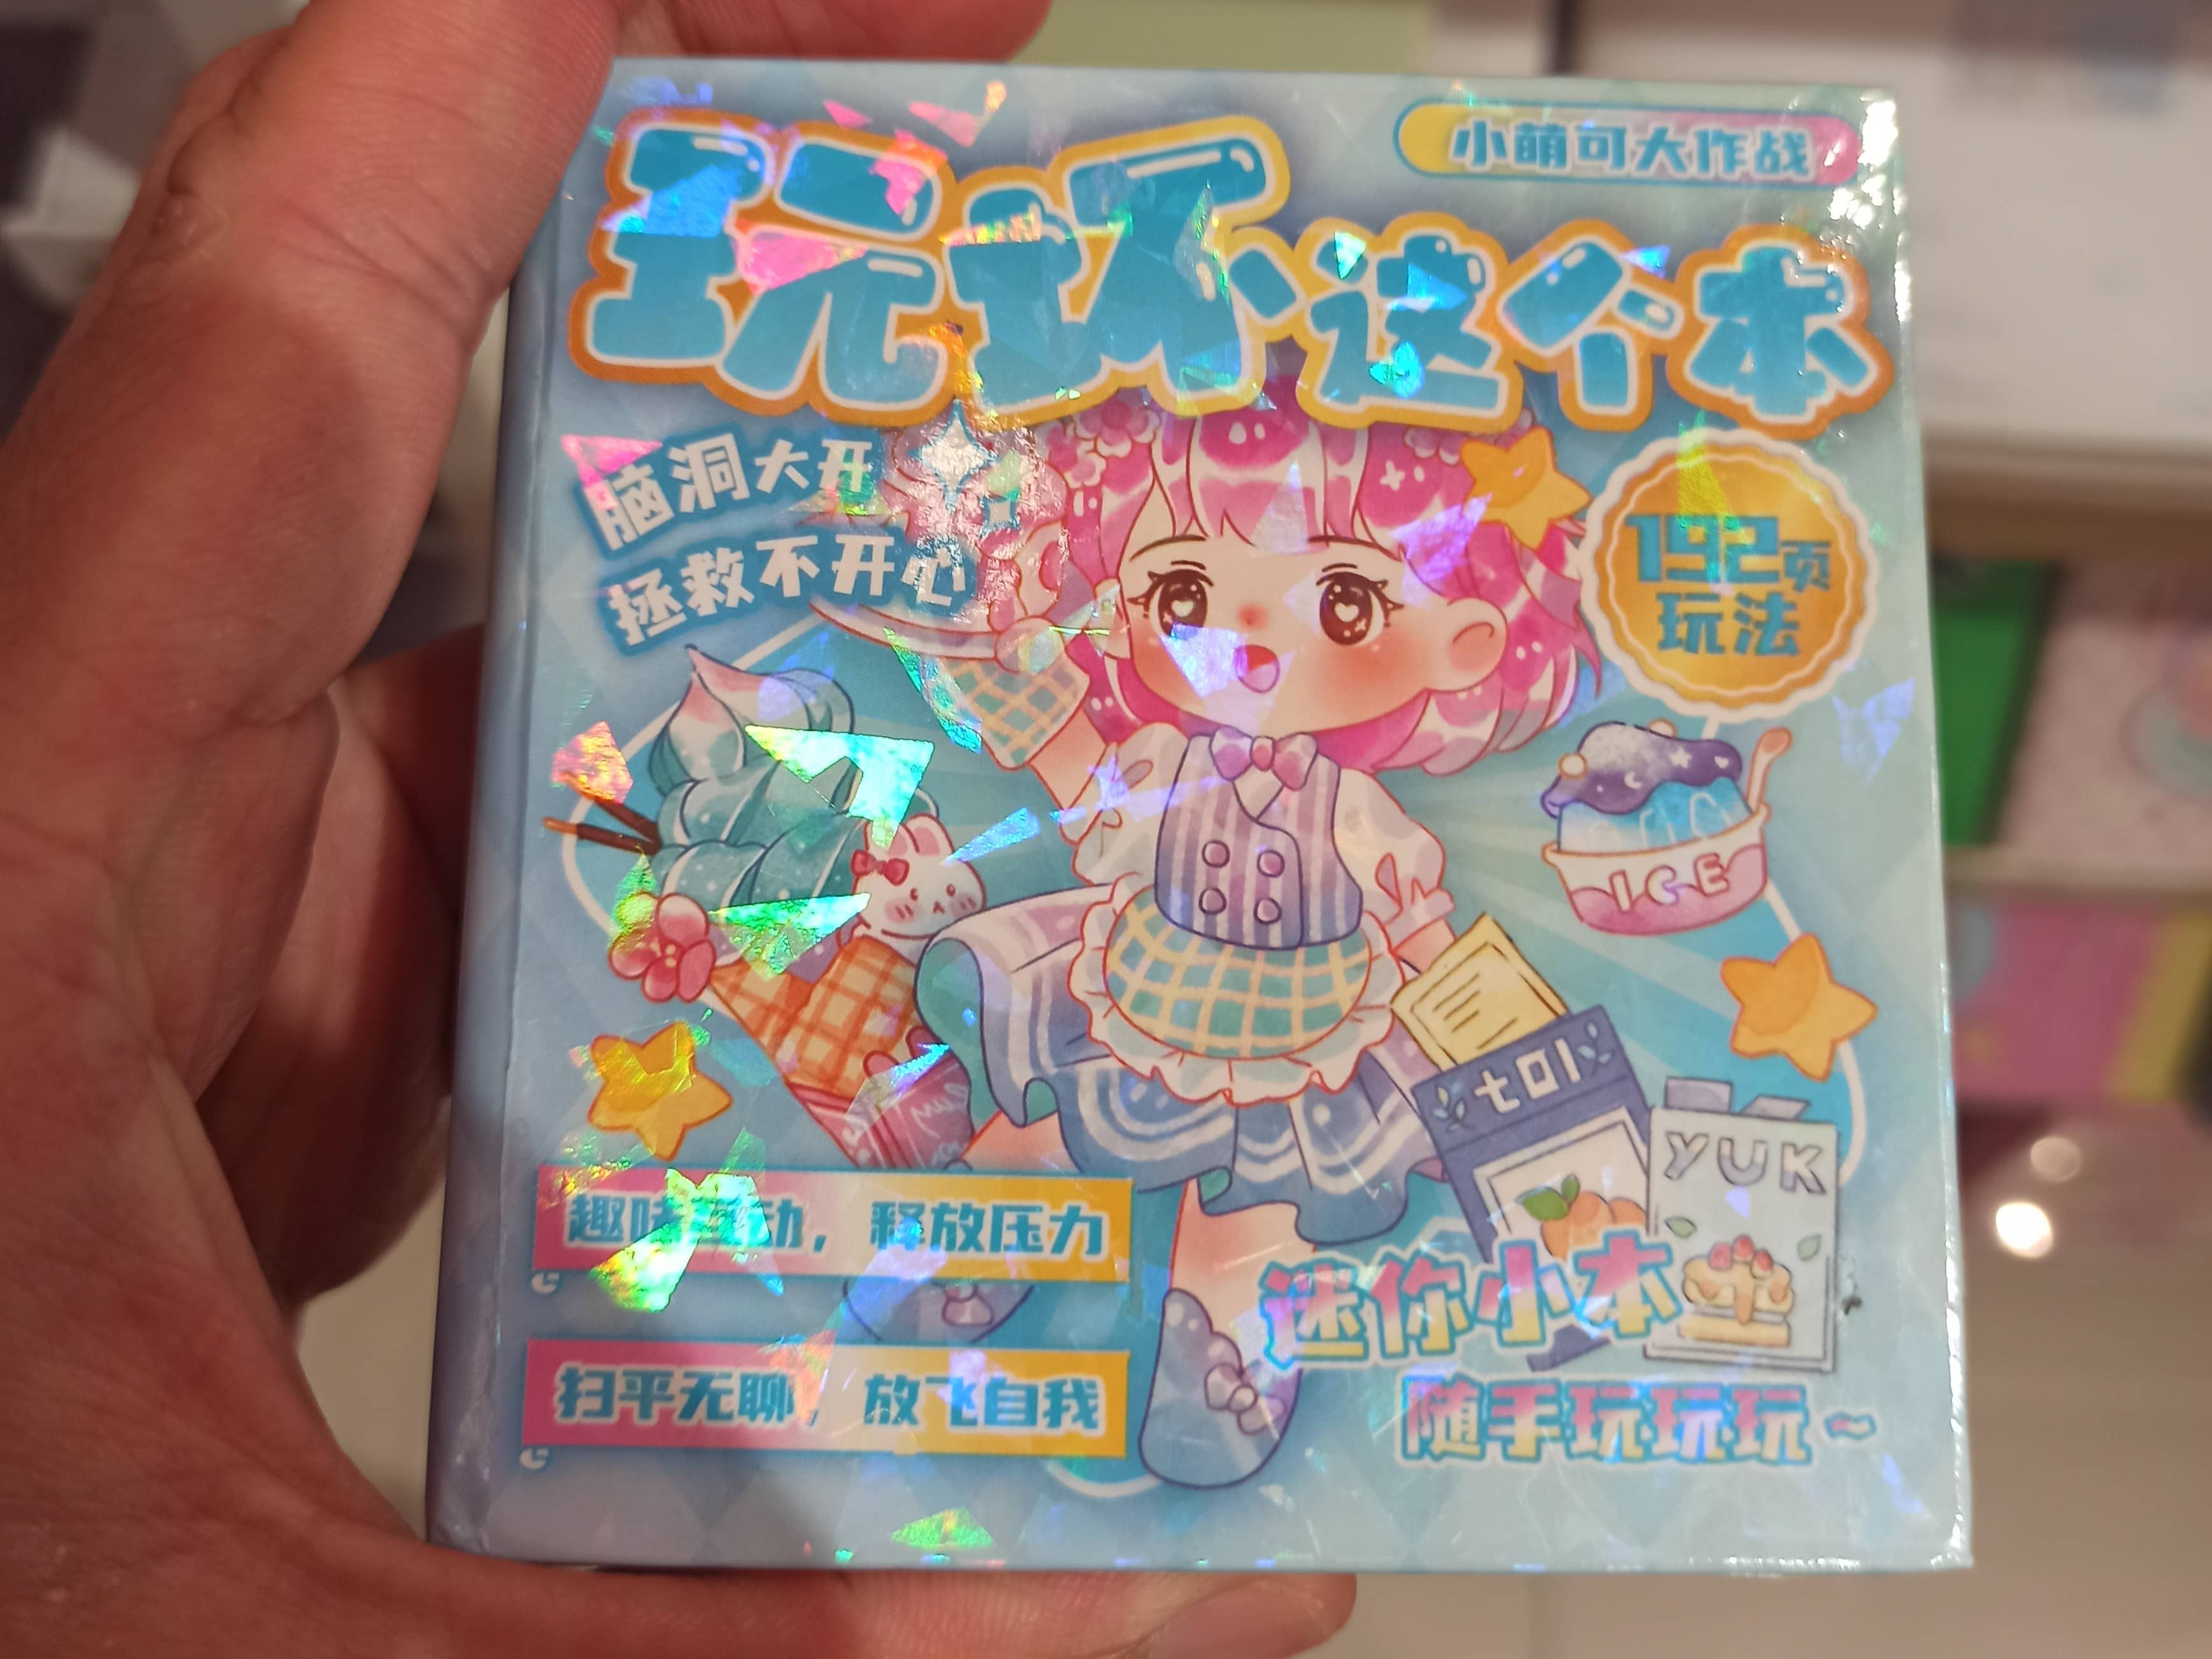 小萌可大作战
玩坏这个本
脑洞大开
拯救不开心
192页
玩法
ICE
YUK
趣味互动，释放压力
扫平无聊，放飞自我
迷你小本
随手玩玩玩~